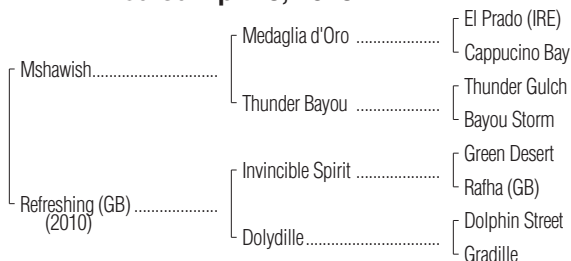 El Prado (IRE)
Medaglia d'Oro .....................
Cappucino Bay
Mshawish..............................
Thunder Gulch
Thunder Bayou .....................
Bayou Storm
Green Desert
Invincible Spirit ....................
Rafha (GB)
Refreshing (GB) ....................
(2010)
Dolphin Street
Dolydille................................
Gradille